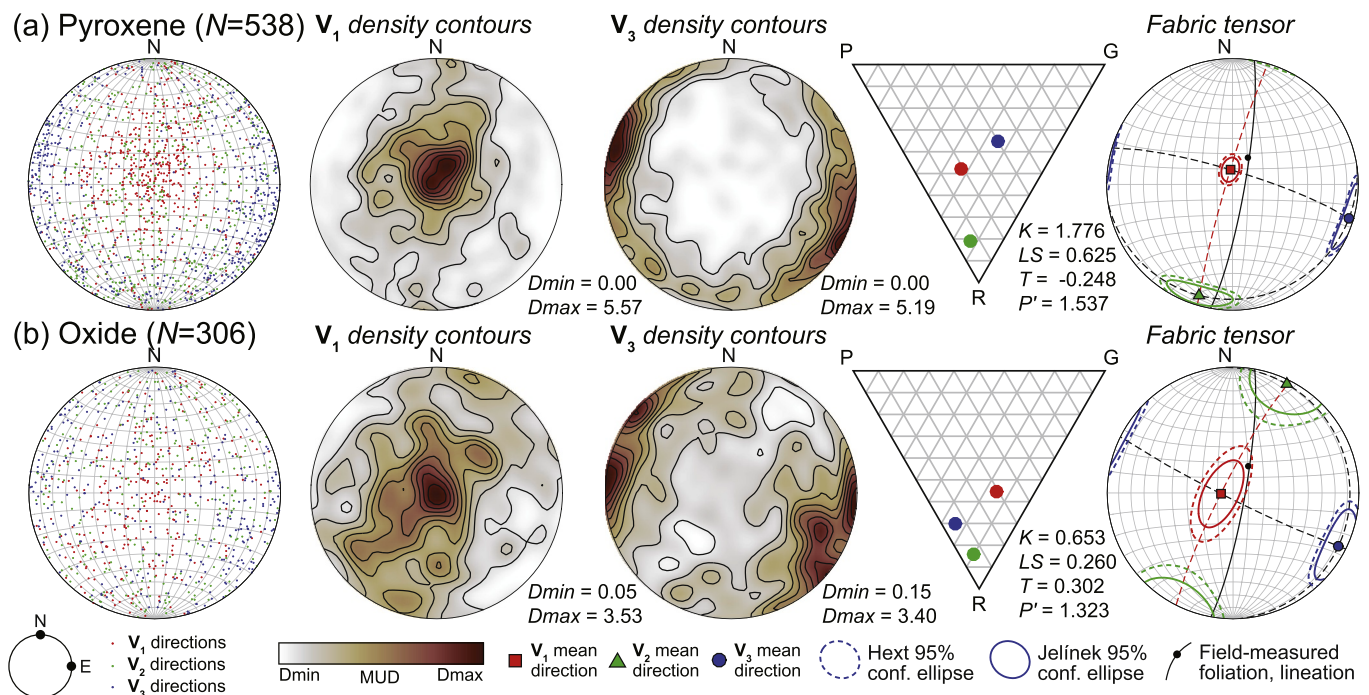 (a) Pyroxene (N=538) V1 density contours V3 density contours Fabric tensor
N N N P G N
K = 1.776
LS = 0.625
T = -0.248
P' = 1.537
R
Dmin = 0.00
Dmax = 5.57
Dmin = 0.00
Dmax = 5.19
(b) Oxide (N=306) V1 density contours V3 density contours Fabric tensor
N N N P G N
K = 0.653
LS = 0.260
T = 0.302
P' = 1.323
R
Dmin = 0.05
Dmax = 3.53
Dmin = 0.15
Dmax = 3.40
N
E
V1 directions
V2 directions
V3 directions
Dmin MUD Dmax
V1 mean
direction
V2 mean
direction
V3 mean
direction
Hext 95%
conf. ellipse
Jelínek 95%
conf. ellipse
Field-measured
foliation, lineation